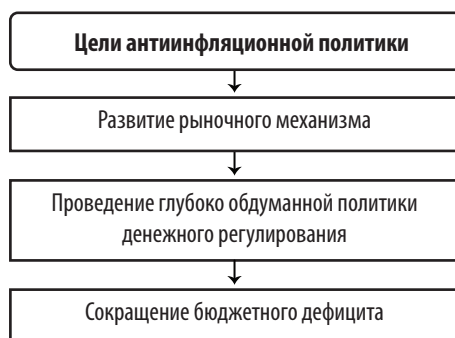 Цели антиинфляционной политики
Развитие рыночного механизма
Проведение глубоко обдуманной политики
денежного регулирования
Сокращение бюджетного дефицита